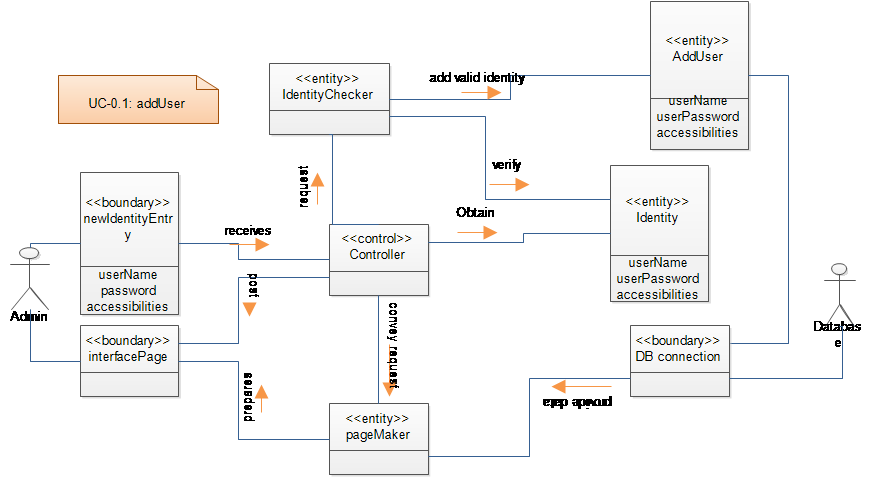 <<entity>>
AddUser
userName
userPassword
accessibilities
<<entity>>
IdentityChecker
add valid identity
UC-0.1: addUser
verify
request
<<boundary>>
newIdentityEntr
y
userName
password
accessibilities
receives
<<control>>
Controller
Obtain
<<entity>>
Identity
userName
userPassword
accessibilities
Admin
post
convey request
Databas
e
<<boundary>>
interfacePage
<<boundary>>
DB connection
prepares
provide data
<<entity>>
pageMaker